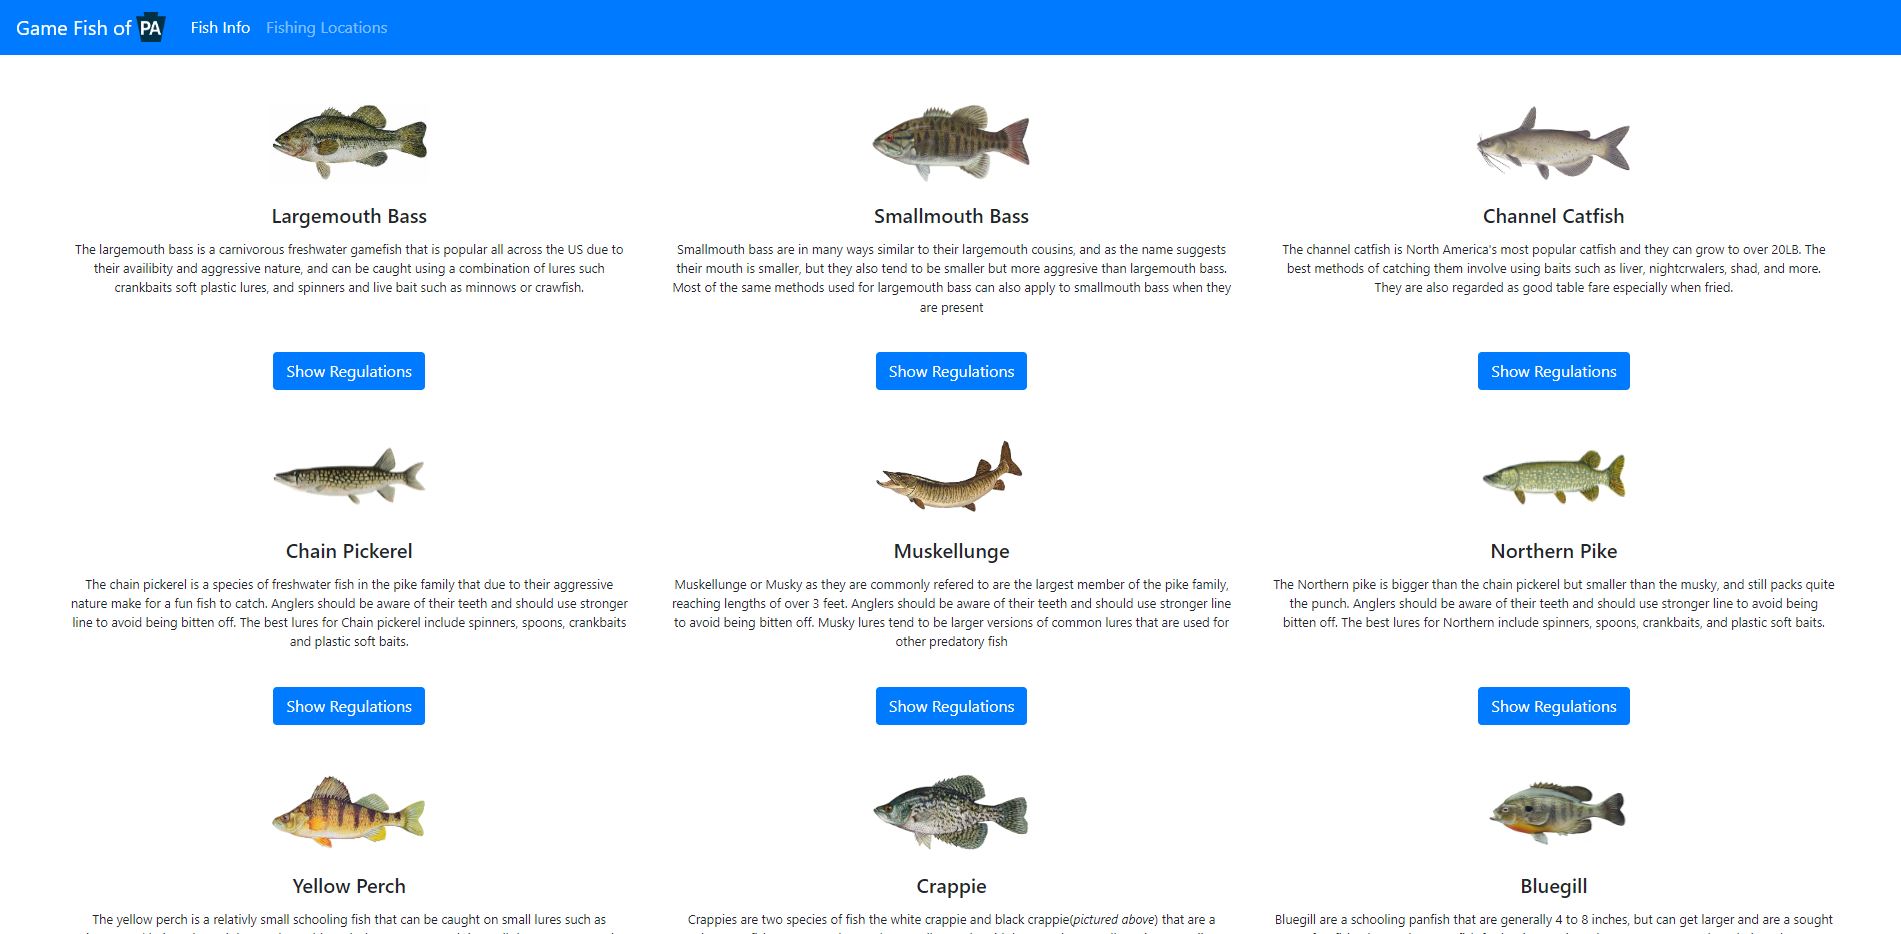 Game Fish of PA Fish Info Fishing Locations
Largemouth Bass
The largemouth bass is a carnivorous freshwater gamefish that is popular all across the US due to
their availibity and aggressive nature, and can be caught using a combination of lures such
crankbaits soft plastic lures, and spinners and live bait such as minnows or crawfish.
Show Regulations
Smallmouth Bass
Smallmouth bass are in many ways similar to their largemouth cousins, and as the name suggests
their mouth is smaller, but they also tend to be smaller but more aggresive than largemouth bass.
Most of the same methods used for largemouth bass can also apply to smallmouth bass when they
are present
Show Regulations
Channel Catfish
The channel catfish is North America's most popular catfish and they can grow to over 20LB. The
best methods of catching them involve using baits such as liver, nightcrwalers, shad, and more.
They are also regarded as good table fare especially when fried.
Show Regulations
Chain Pickerel
The chain pickerel is a species of freshwater fish in the pike family that due to their aggressive
nature make for a fun fish to catch. Anglers should be aware of their teeth and should use stronger
line to avoid being bitten off. The best lures for Chain pickerel include spinners, spoons, crankbaits
and plastic soft baits.
Show Regulations
Muskellunge
Muskellunge or Musky as they are commonly refered to are the largest member of the pike family,
reaching lengths of over 3 feet. Anglers should be aware of their teeth and should use stronger line
to avoid being bitten off. Musky lures tend to be larger versions of common lures that are used for
other predatory fish
Show Regulations
Northern Pike
The Northern pike is bigger than the chain pickerel but smaller than the musky, and still packs quite
the punch. Anglers should be aware of their teeth and should use stronger line to avoid being
bitten off. The best lures for Northern include spinners, spoons, crankbaits, and plastic soft baits.
Show Regulations
Yellow Perch
The yellow perch is a relativly small schooling fish that can be caught on small lures such as
Crappie
Crappies are two species of fish the white crappie and black crappie(pictured above) that are a
Bluegill
Bluegill are a schooling panfish that are generally 4 to 8 inches, but can get larger and are a sought